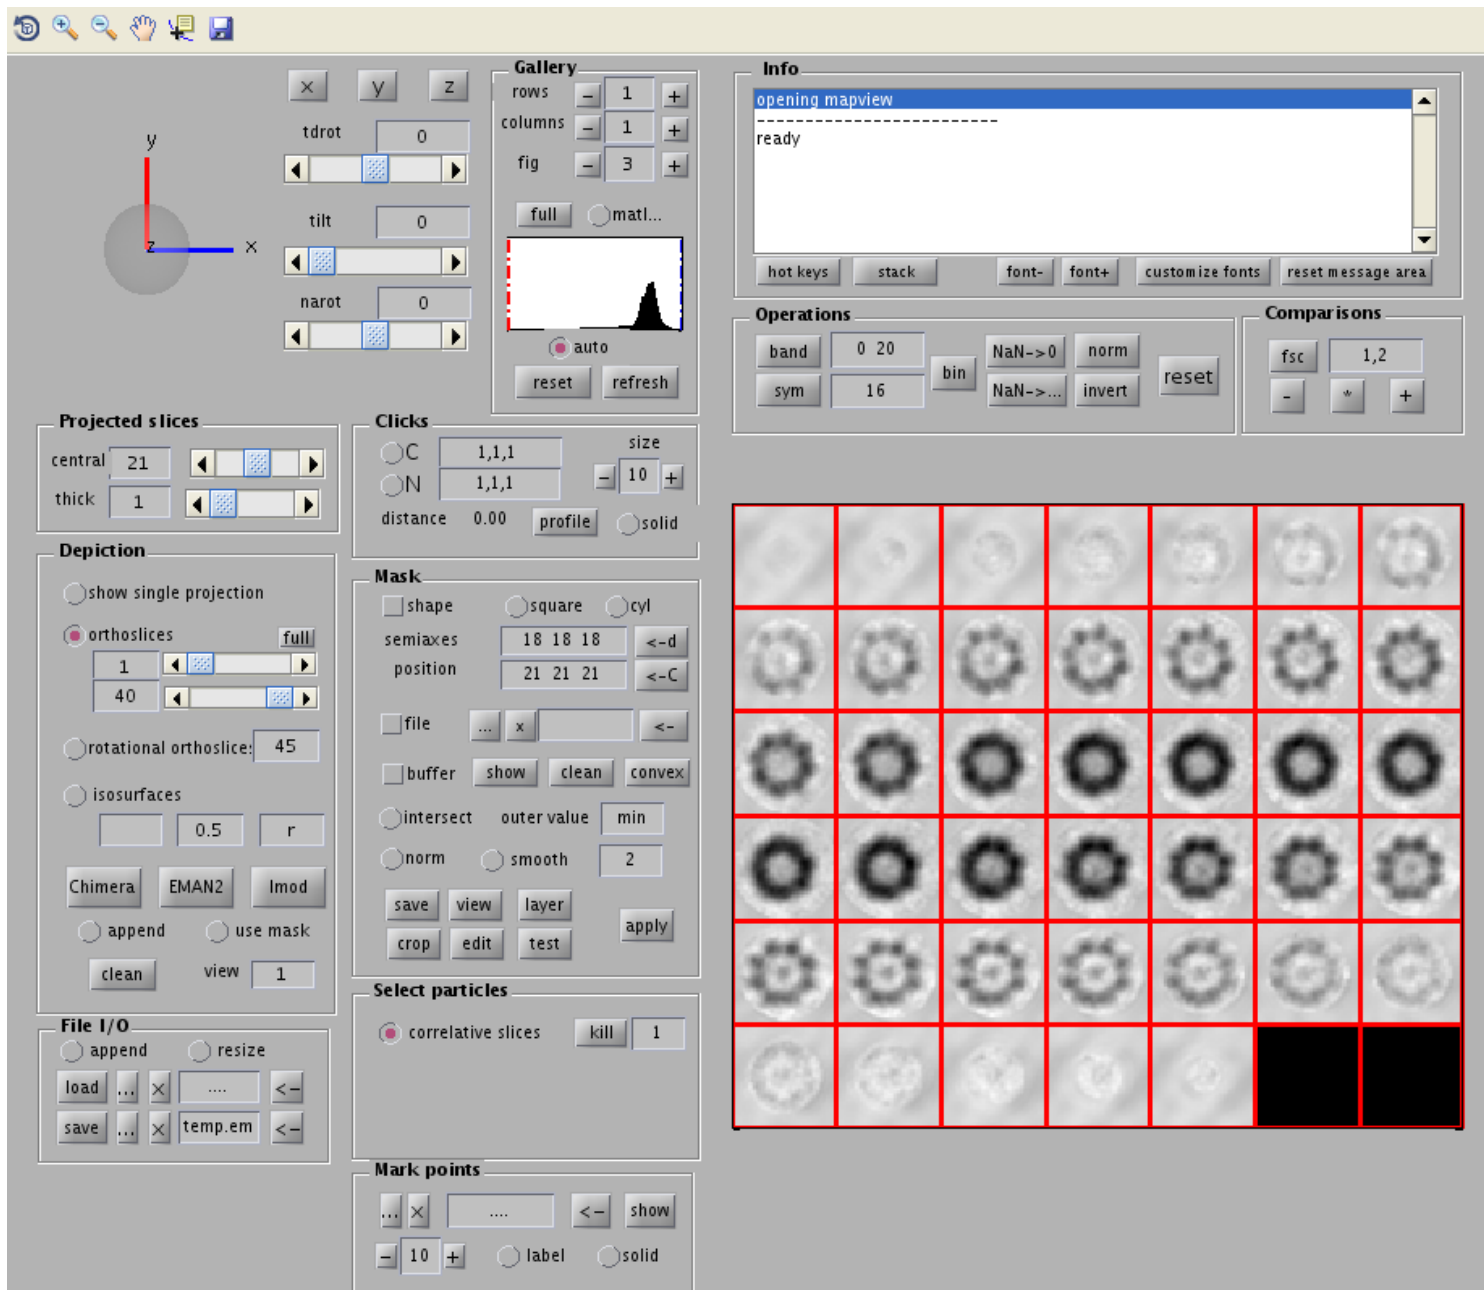 x y z
y
z x
tdrot 0
tilt 0
narot 0
Gallery
rows - 1 +
columns - 1 +
fig - 3 +
full matl...
auto
reset refresh
Info
opening mapview
-------------------------
ready
hot keys stack font- font+ customize fonts reset message area
Operations
band 0 20 bin NaN->0 norm reset
sym 16 NaN->... invert
Comparisons
fsc 1,2
- * +
Projected slices
central 21
thick 1
Clicks
C 1,1,1 size
N 1,1,1 - 10 +
distance 0.00 profile solid
Depiction
show single projection
orthoslices full
1
40
rotational orthoslice: 45
isosurfaces
0.5 r
Chimera EMAN2 Imod
append use mask
clean view 1
Mask
shape square cyl
semiaxes 18 18 18 <-d
position 21 21 21 <-C
file ... x <-
buffer show clean convex
intersect outer value min
norm smooth 2
save view layer
crop edit test apply
Select particles
correlative slices kill 1
File I/O
append resize
load ... x .... <-
save ... x temp.em <-
Mark points
... x .... <- show
- 10 + label solid